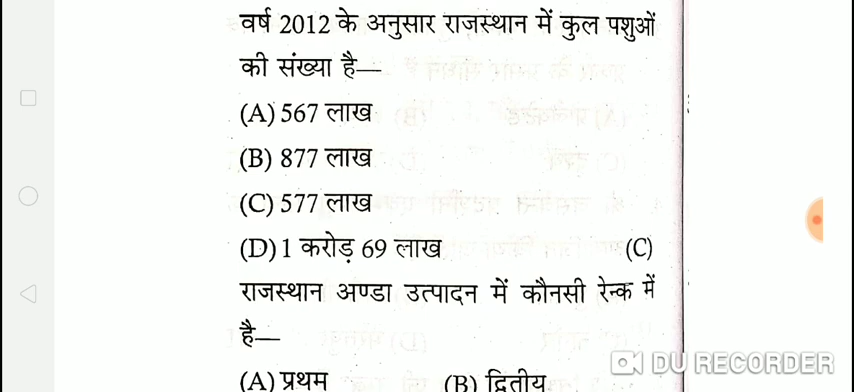 वर्ष 2012 के अनुसार राजस्थान में कुल पशुओं
की संख्या है—
(A) 567 लाख
(B) 877 लाख
(C) 577 लाख
(D) 1 करोड़ 69 लाख (C)
राजस्थान अण्डा उत्पादन में कौनसी रेन्क में
है—
DU RECORDER
(A) प्रथम (B) द्वितीय